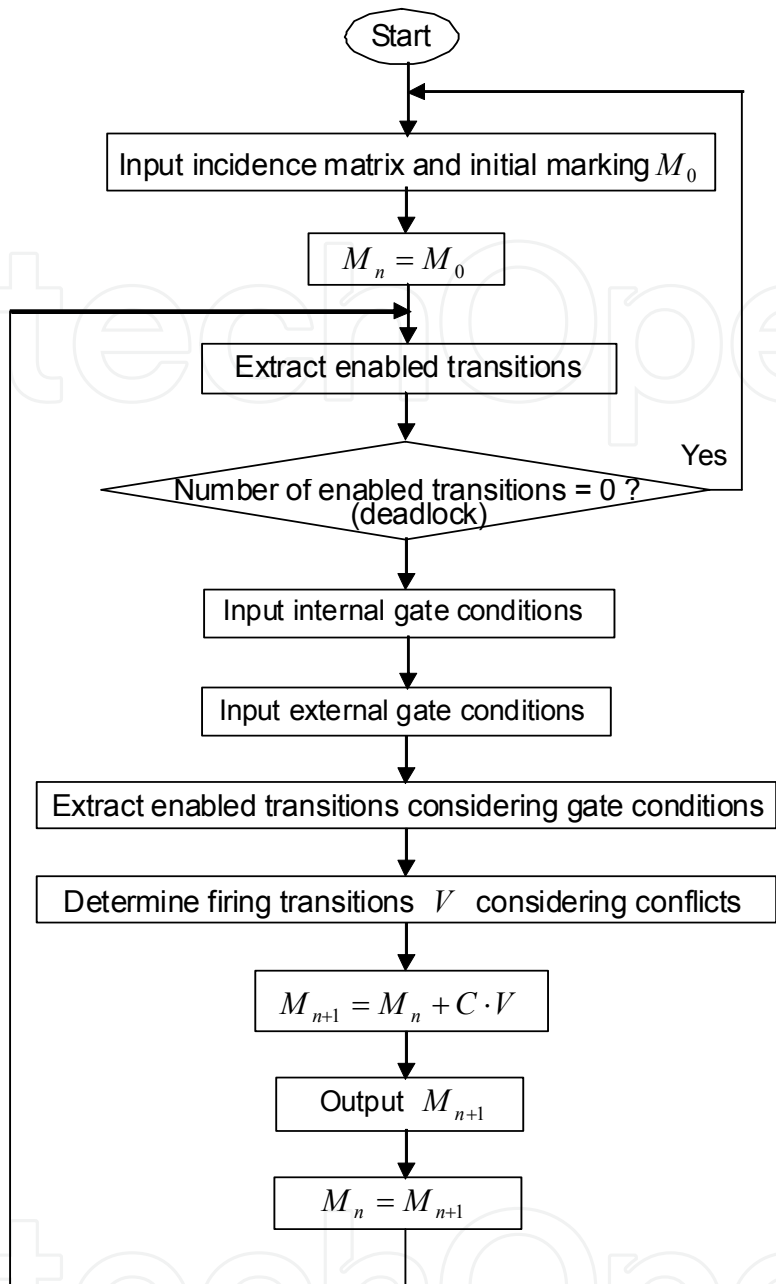 Start
Input incidence matrix and initial marking M₀
Mₙ = M₀
Extract enabled transitions
Yes
Number of enabled transitions = 0 ?
(deadlock)
Input internal gate conditions
Input external gate conditions
Extract enabled transitions considering gate conditions
Determine firing transitions V considering conflicts
Mₙ₊₁ = Mₙ + C · V
Output Mₙ₊₁
Mₙ = Mₙ₊₁
techOpe
techOpe